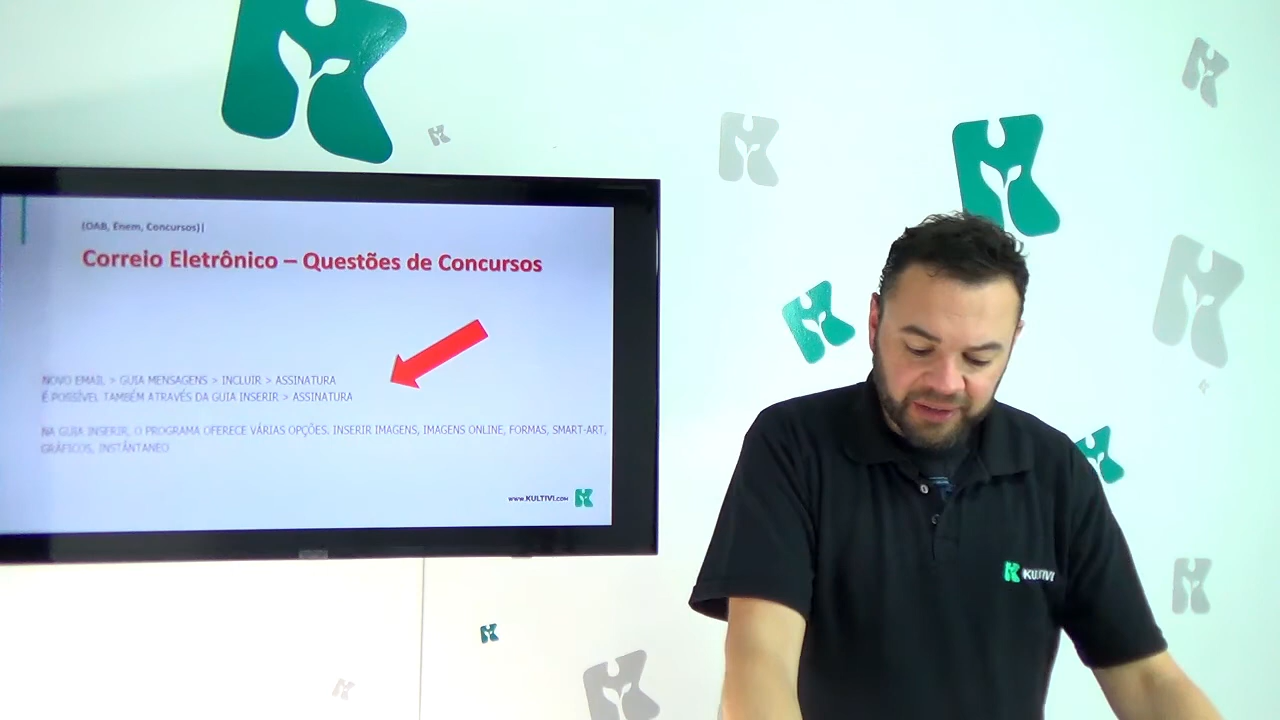 (OAB, Enem, Concursos)|
Correio Eletrônico – Questões de Concursos
NOVO EMAIL > GUIA MENSAGENS > INCLUIR > ASSINATURA
É POSSÍVEL TAMBÉM ATRAVÉS DA GUIA INSERIR > ASSINATURA
NA GUIA INSERIR, O PROGRAMA OFERECE VÁRIAS OPÇÕES. INSERIR IMAGENS, IMAGENS ONLINE, FORMAS, SMART-ART,
GRÁFICOS, INSTÂNTANEO
www.KULTIVI.com
KULTIVI